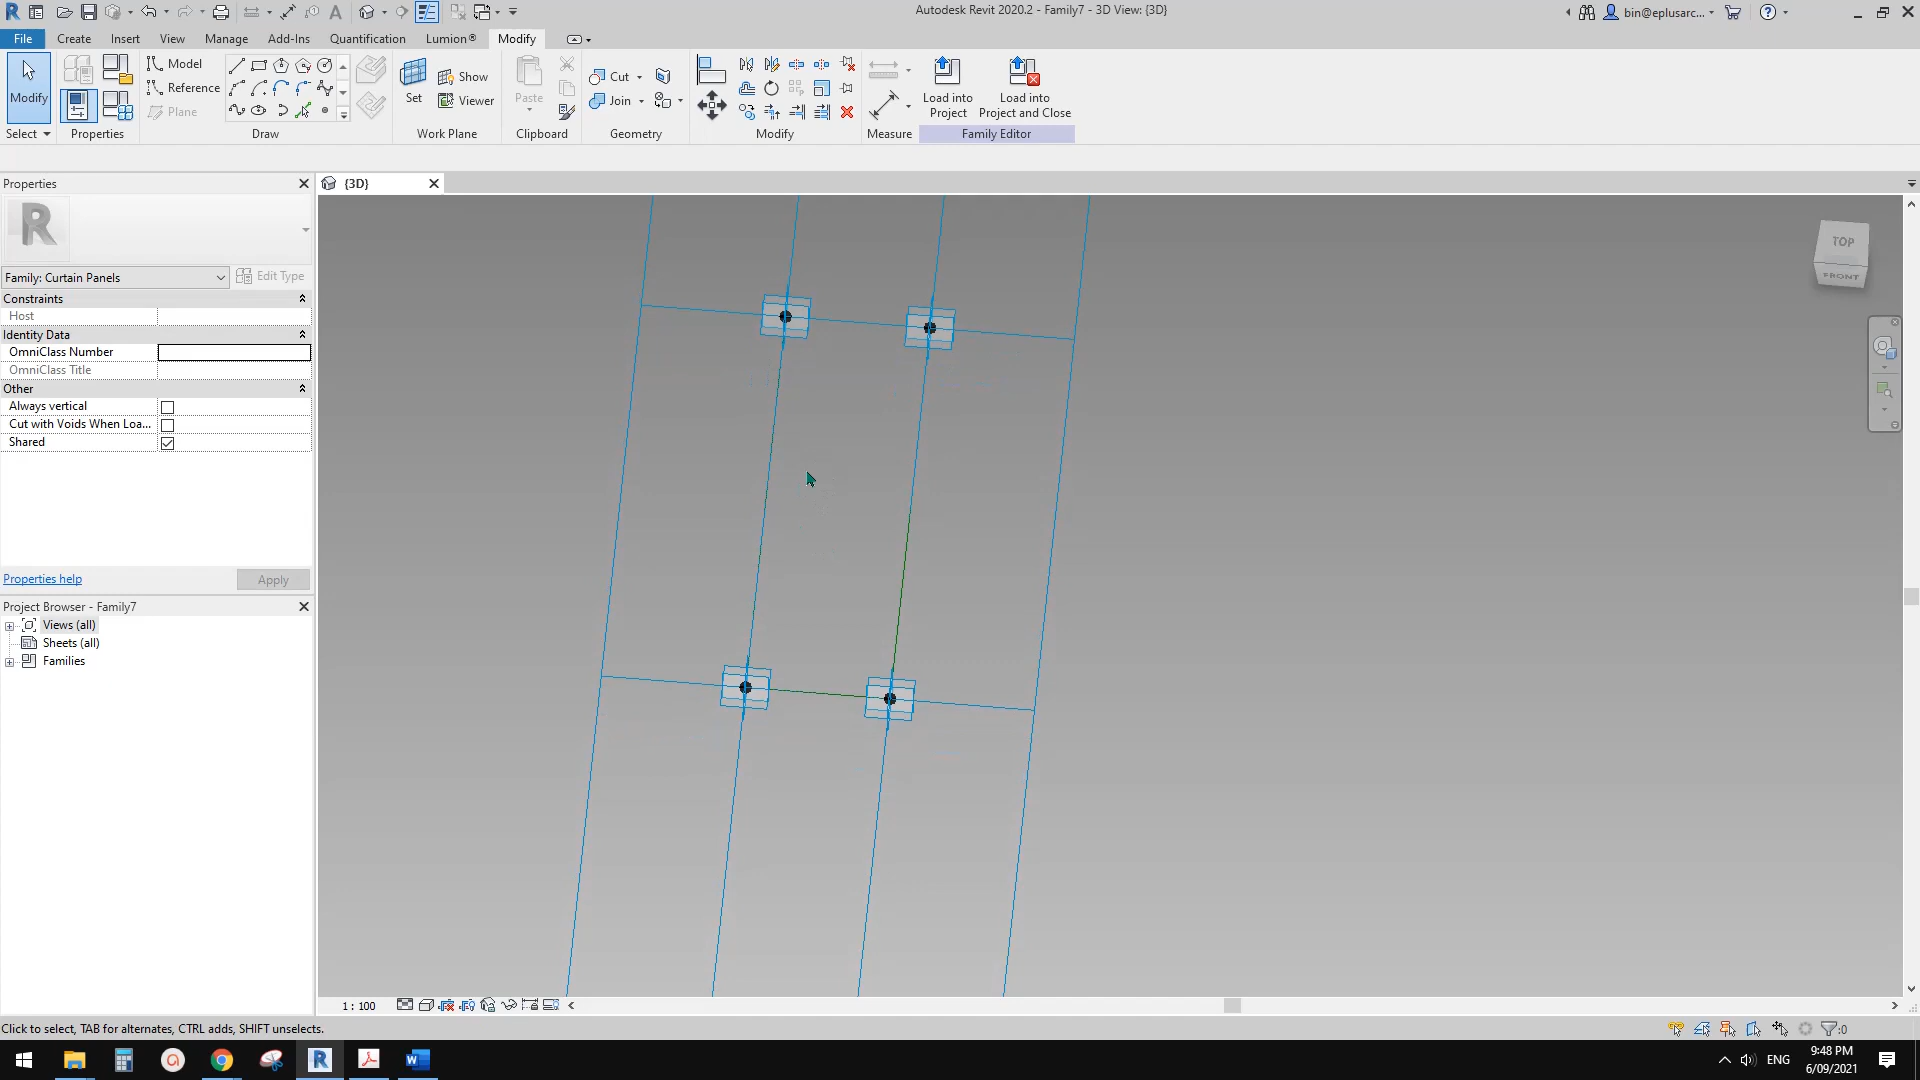 Autodesk Revit 2020.2 - Family7 - 3D View: {3D}
bin@eplusarc...
File Create Insert View Manage Add-Ins Quantification Lumion® Modify
Modify
Select
Properties
Model
Reference
Plane
Draw
Set
Show
Viewer
Work Plane
Paste
Clipboard
Cut
Join
Geometry
Modify
Measure
Load into
Project
Load into
Project and Close
Family Editor
Properties
{3D}
Family: Curtain Panels
Edit Type
Constraints
Host
Identity Data
OmniClass Number
OmniClass Title
Other
Always vertical
Cut with Voids When Loa...
Shared
Properties help
Apply
Project Browser - Family7
Views (all)
Sheets (all)
Families
TOP
FRONT
1 : 100
Click to select, TAB for alternates, CTRL adds, SHIFT unselects.
:0
ENG
9:48 PM
6/09/2021